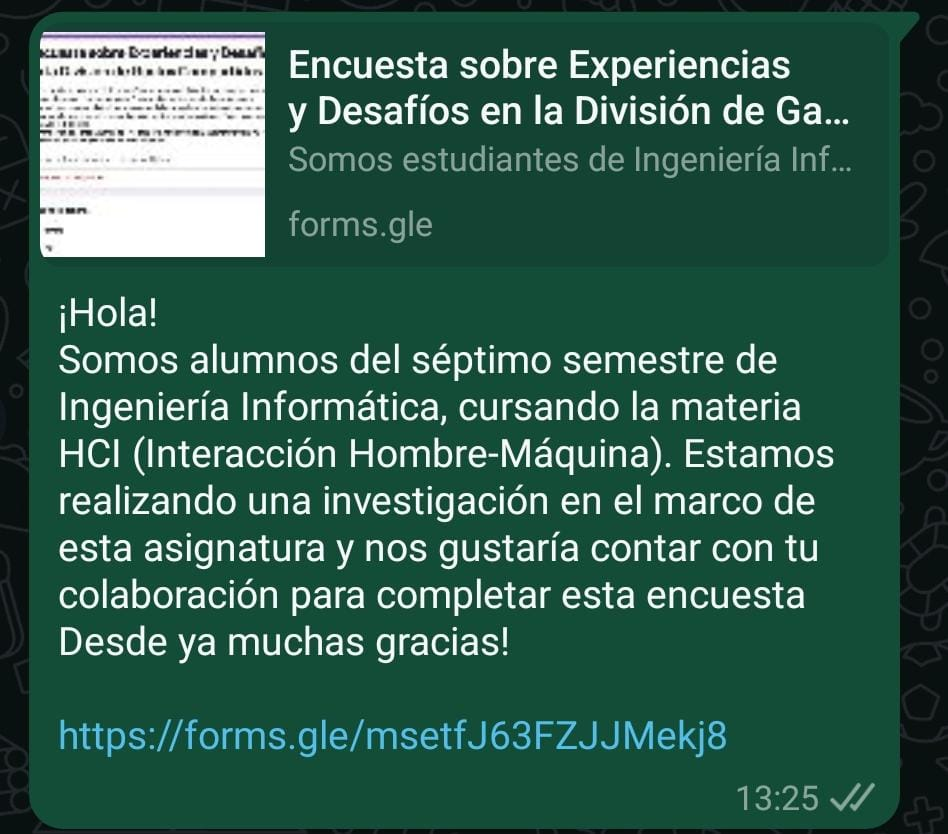 Encuesta sobre Experiencias
y Desafíos en la División de Ga...
Somos estudiantes de Ingeniería Inf...
forms.gle
¡Hola!
Somos alumnos del séptimo semestre de
Ingeniería Informática, cursando la materia
HCI (Interacción Hombre-Máquina). Estamos
realizando una investigación en el marco de
esta asignatura y nos gustaría contar con tu
colaboración para completar esta encuesta
Desde ya muchas gracias!
https://forms.gle/msetfJ63FZJJMekj8
13:25